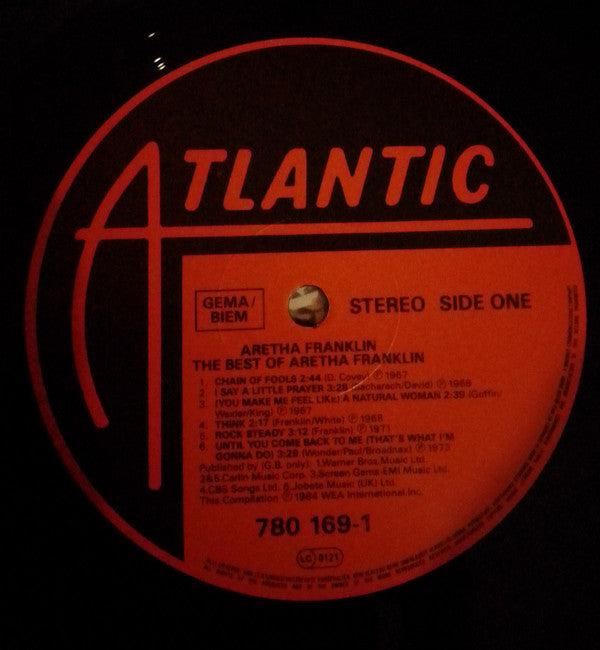 ATLANTIC
GEMA/
BIEM
STEREO SIDE ONE
ARETHA FRANKLIN
THE BEST OF ARETHA FRANKLIN
1. CHAIN OF FOOLS 2:44 (D. Covey) ℗ 1967
2. I SAY A LITTLE PRAYER 3:28 (Bacharach/David) ℗ 1968
3. (YOU MAKE ME FEEL LIKE) A NATURAL WOMAN 2:39 (Goffin/
Wexler/King) ℗ 1967
4. THINK 2:17 (Franklin/White) ℗ 1968
5. ROCK STEADY 3:12 (Franklin) ℗ 1971
6. UNTIL YOU COME BACK TO ME (THAT'S WHAT I'M
GONNA DO) 3:29 (Wonder/Paul/Broadnax) ℗ 1973
Published by (G.B. only): 1.Warner Bros. Music Ltd.
2&5.Carlin Music Corp. 3.Screen Gems-EMI Music Ltd.
4.CBS Songs Ltd. 6.Jobete Music (UK) Ltd.
This Compilation ℗ 1984 WEA International Inc.
780 169-1
LC 0121